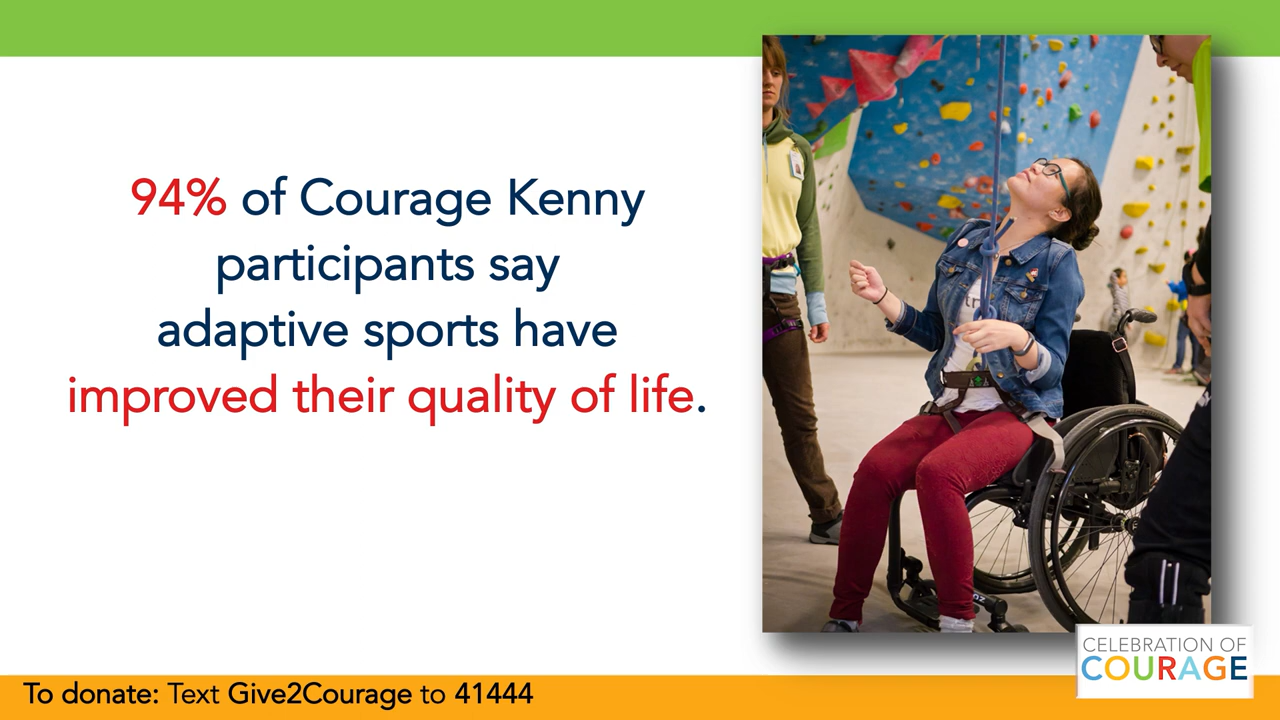 94% of Courage Kenny
participants say
adaptive sports have
improved their quality of life.
CELEBRATION OF
COURAGE
To donate: Text Give2Courage to 41444